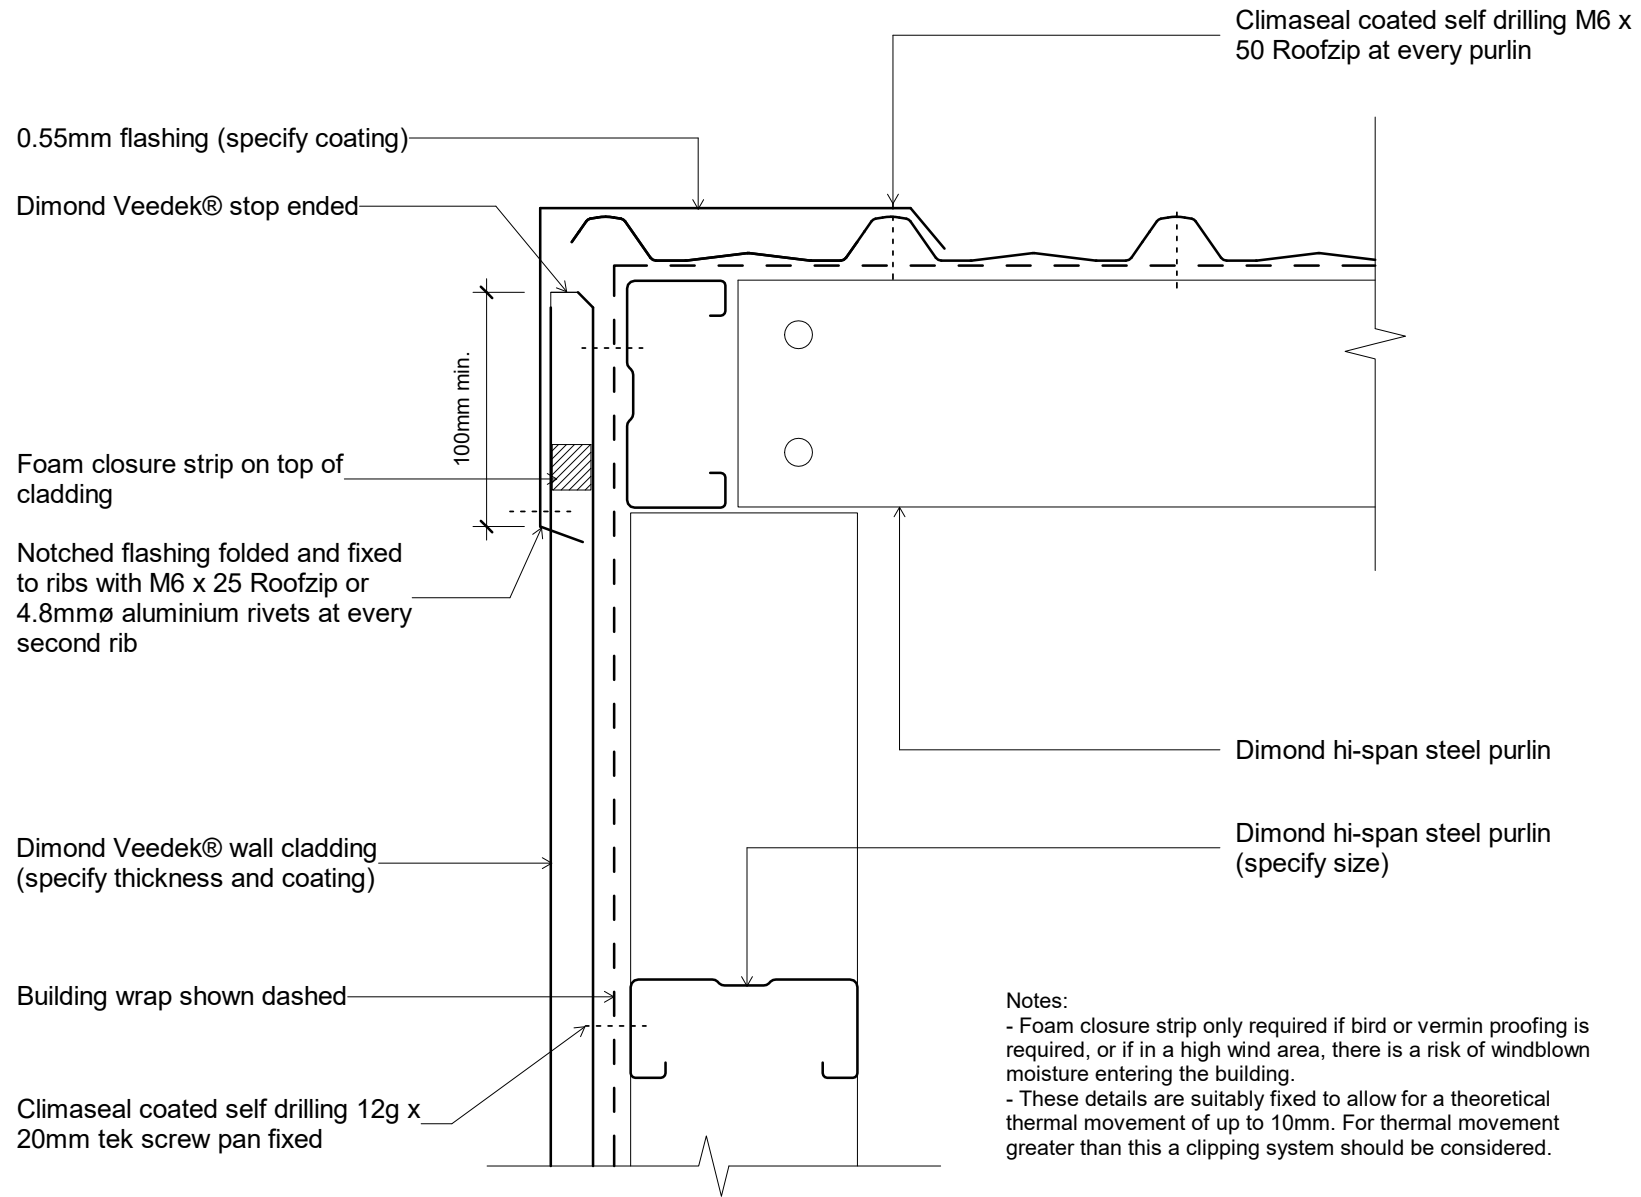 Climaseal coated self drilling M6 x
50 Roofzip at every purlin
0.55mm flashing (specify coating)
Dimond Veedek® stop ended
100mm min.
Foam closure strip on top of
cladding
Notched flashing folded and fixed
to ribs with M6 x 25 Roofzip or
4.8mmø aluminium rivets at every
second rib
Dimond hi-span steel purlin
Dimond hi-span steel purlin
(specify size)
Dimond Veedek® wall cladding
(specify thickness and coating)
Building wrap shown dashed
Climaseal coated self drilling 12g x
20mm tek screw pan fixed
Notes:
- Foam closure strip only required if bird or vermin proofing is
required, or if in a high wind area, there is a risk of windblown
moisture entering the building.
- These details are suitably fixed to allow for a theoretical
thermal movement of up to 10mm. For thermal movement
greater than this a clipping system should be considered.